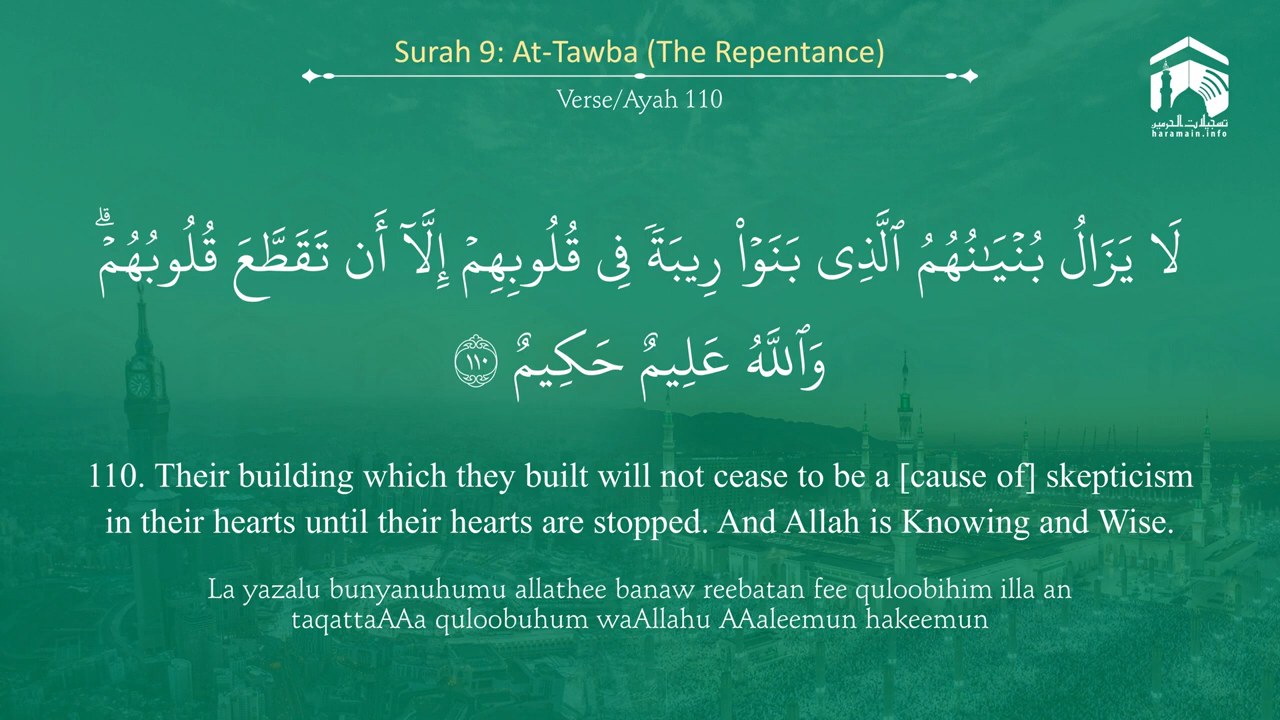 Surah 9: At-Tawba (The Repentance)
Verse/Ayah 110
تسجيلات الحرمين
haramain.info
لَا يَزَالُ بُنْيَـٰنُهُمُ ٱلَّذِى بَنَوْا۟ رِيبَةًۭ فِى قُلُوبِهِمْ إِلَّآ أَن تَقَطَّعَ قُلُوبُهُمْ ۗ
وَٱللَّهُ عَلِيمٌ حَكِيمٌ ١١٠
110. Their building which they built will not cease to be a [cause of] skepticism
in their hearts until their hearts are stopped. And Allah is Knowing and Wise.
La yazalu bunyanuhumu allathee banaw reebatan fee quloobihim illa an
taqattaAAa quloobuhum waAllahu AAaleemun hakeemun